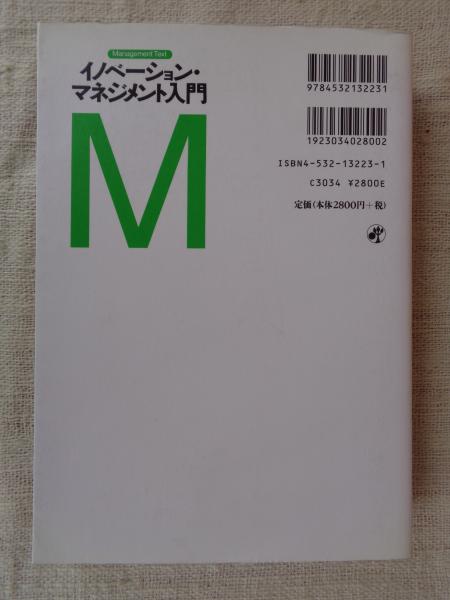 Management Text
イノベーション・
マネジメント入門
M
9784532132231
1923034028002
ISBN4-532-13223-1
C3034 ¥2800E
定価(本体2800円+税)